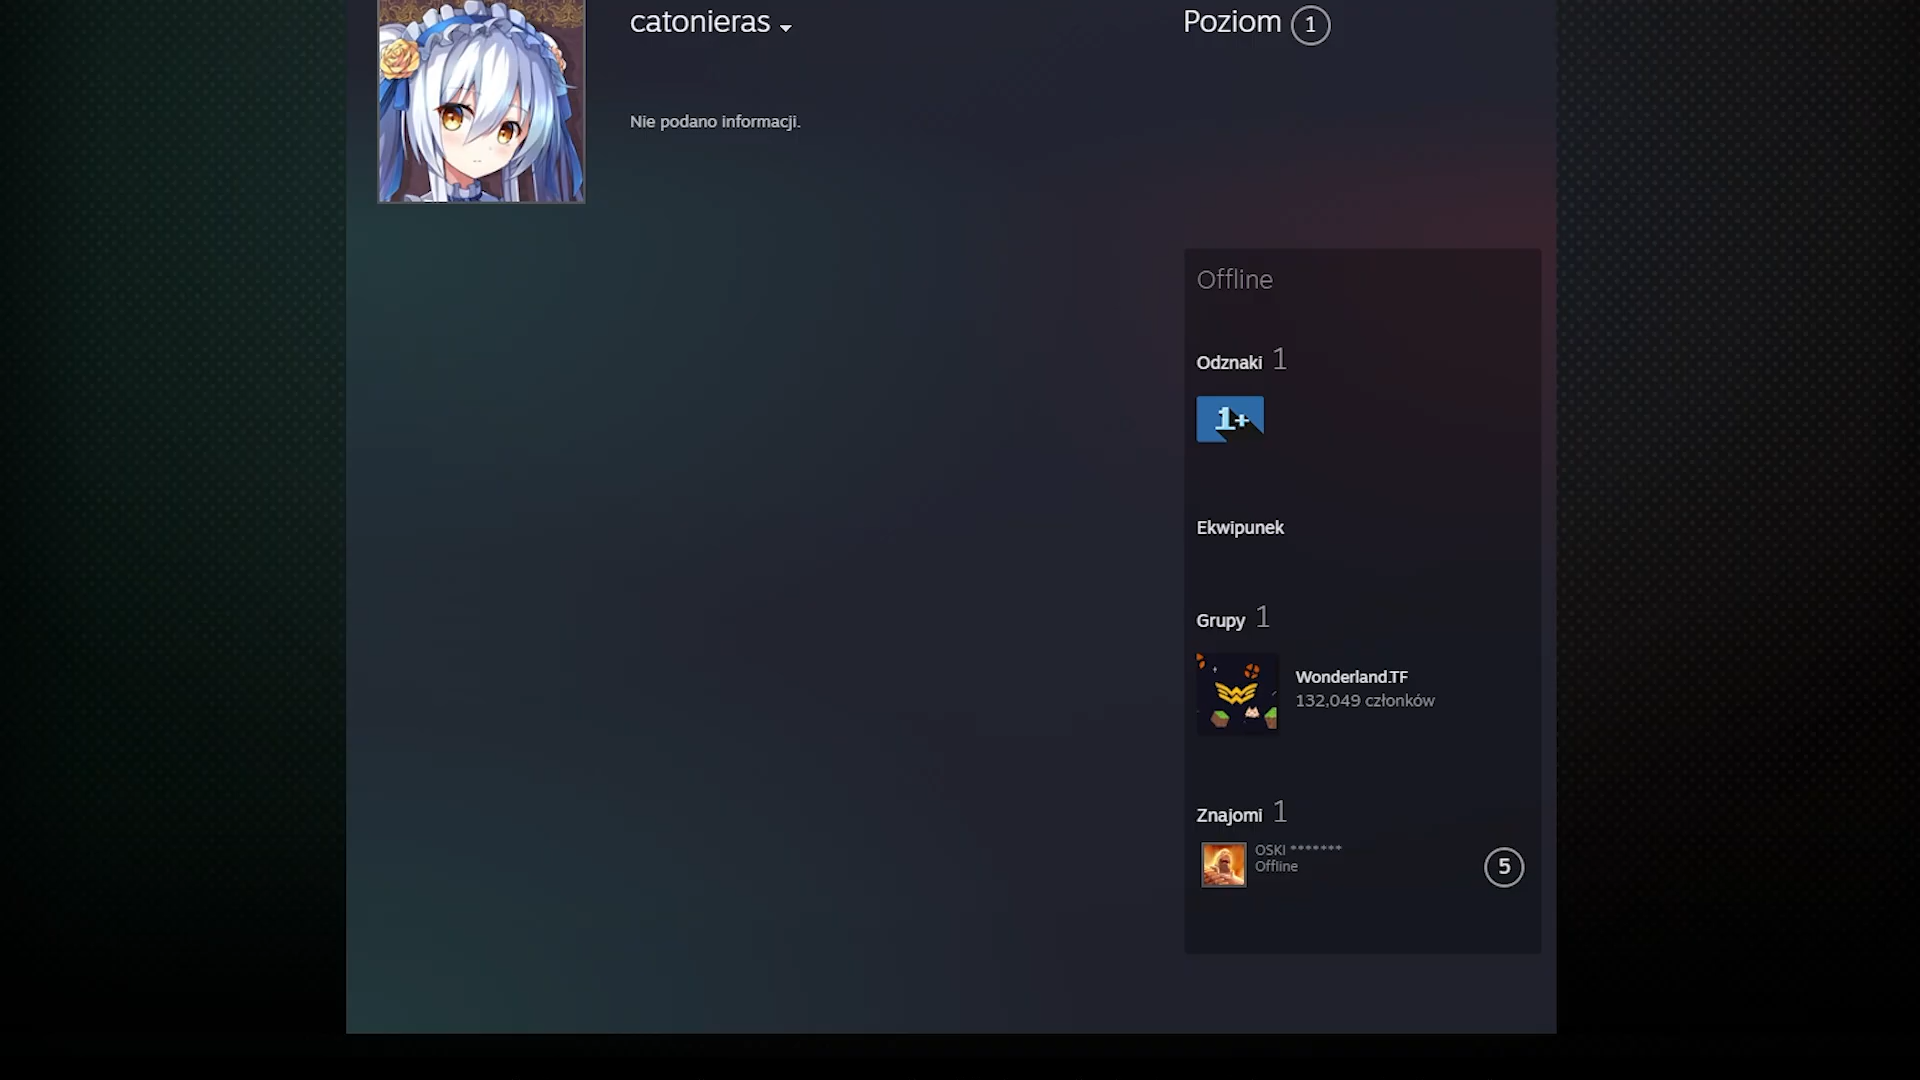 catonieras
Poziom 1
Nie podano informacji.
Offline
Odznaki 1
1+
Ekwipunek
Grupy 1
Wonderland.TF
132,049 członków
Znajomi 1
OSKI *******
Offline
5